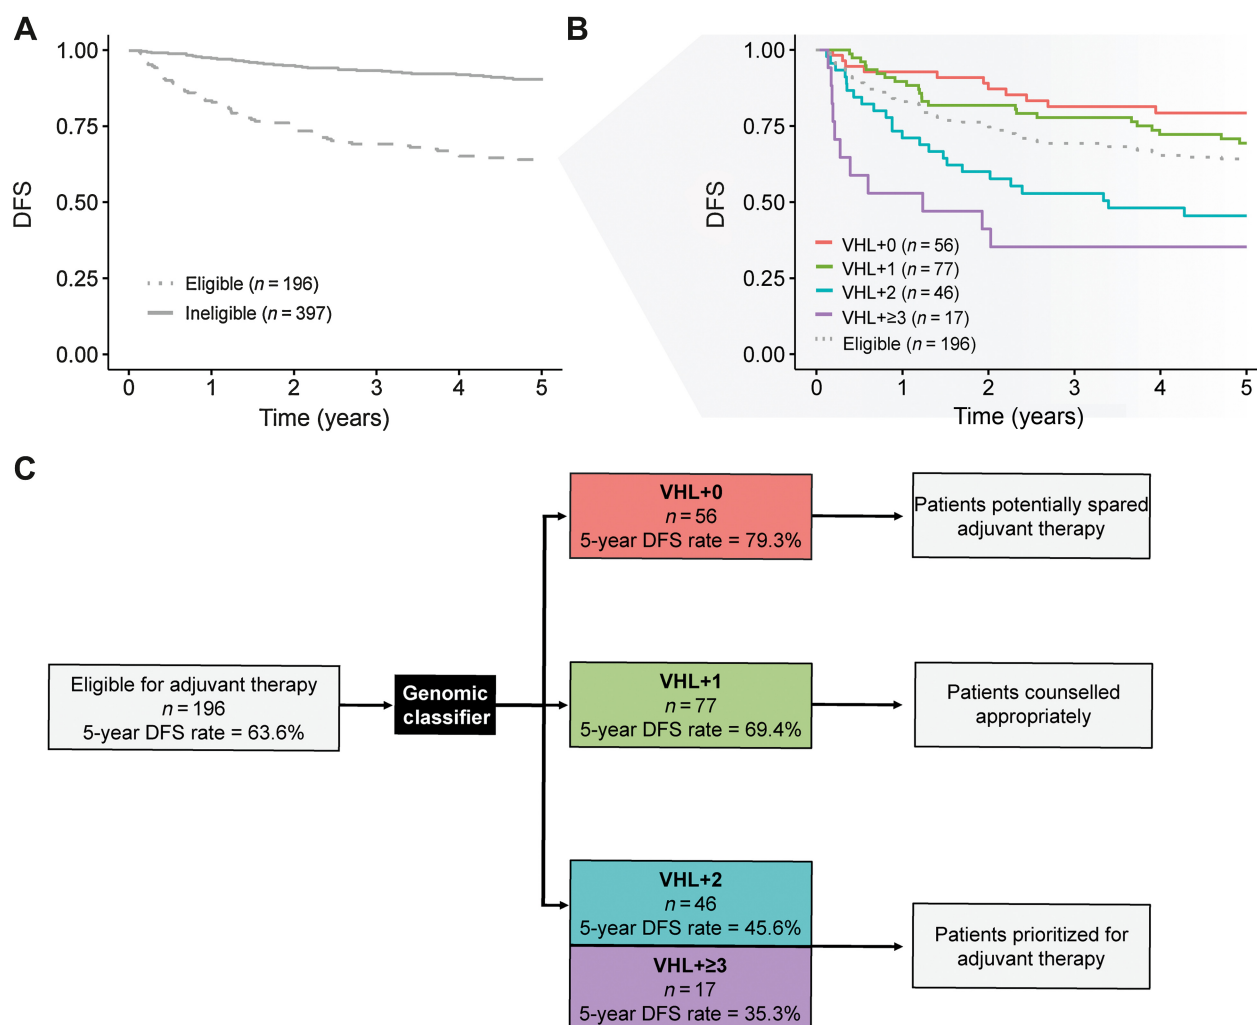 A
1.00
0.75
0.50
0.25
0.00
DFS
0 1 2 3 4 5
Time (years)
Eligible (n = 196)
Ineligible (n = 397)
B
1.00
0.75
0.50
0.25
0.00
DFS
VHL+0 (n = 56)
VHL+1 (n = 77)
VHL+2 (n = 46)
VHL+≥3 (n = 17)
Eligible (n = 196)
0 1 2 3 4 5
Time (years)
C
Eligible for adjuvant therapy
n = 196
5-year DFS rate = 63.6%
Genomic
classifier
VHL+0
n = 56
5-year DFS rate = 79.3%
Patients potentially spared
adjuvant therapy
VHL+1
n = 77
5-year DFS rate = 69.4%
Patients counselled
appropriately
VHL+2
n = 46
5-year DFS rate = 45.6%
VHL+≥3
n = 17
5-year DFS rate = 35.3%
Patients prioritized for
adjuvant therapy